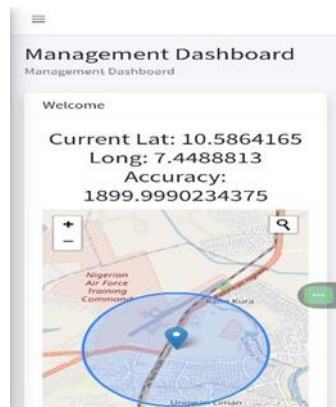 Management Dashboard
Management Dashboard
Welcome
Current Lat: 10.5864165
Long: 7.4488813
Accuracy:
1899.9990234375
+
−
Nigerian
Air Force
Training
Command
Kura